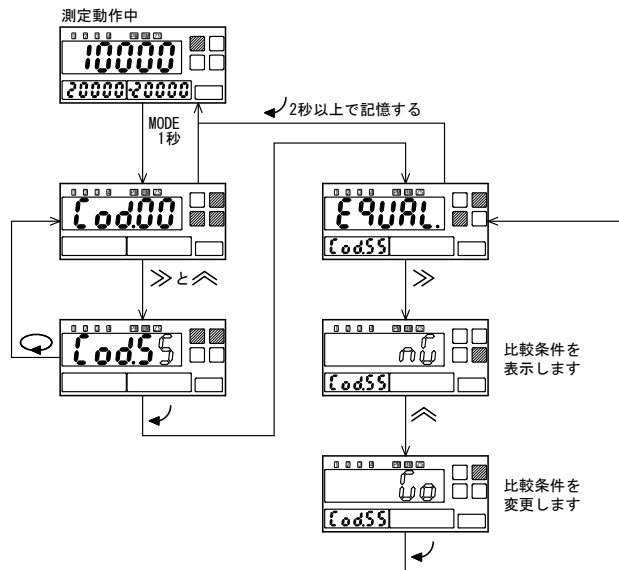 測定動作中
10000
20000 -20000
MODE
1秒
2秒以上で記憶する
Cod.00
EqUAL.
Cod.55
≫と︽
≫
Cod.55
比較条件を
表示します
Cod.55
︽
比較条件を
変更します
Cod.55